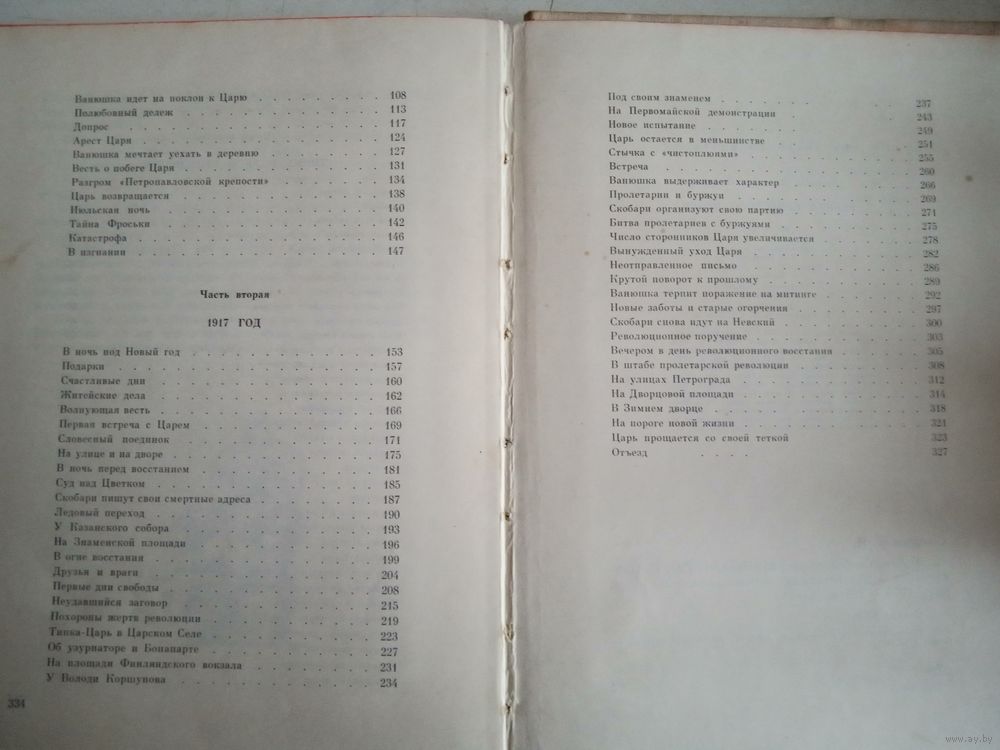 Ванюшка идет на поклон к Царю . . . . . . . . . 108
Полюбовный дележ . . . . . . . . . . . . . 113
Допрос . . . . . . . . . . . . . . . . 117
Арест Царя . . . . . . . . . . . . . . . 124
Ванюшка мечтает уехать в деревню . . . . . . . . 127
Весть о побеге Царя . . . . . . . . . . . . 131
Разгром «Петропавловской крепости» . . . . . . . . 134
Царь возвращается . . . . . . . . . . . . . 138
Июльская ночь . . . . . . . . . . . . . . 140
Тайна Фроськи . . . . . . . . . . . . . . 142
Катастрофа . . . . . . . . . . . . . . . 146
В изгнании . . . . . . . . . . . . . . . 147
Часть вторая
1917 ГОД
В ночь под Новый год . . . . . . . . . . . . 153
Подарки . . . . . . . . . . . . . . . . 157
Счастливые дни . . . . . . . . . . . . . . 160
Житейские дела . . . . . . . . . . . . . . 162
Волнующая весть . . . . . . . . . . . . . . 166
Первая встреча с Царем . . . . . . . . . . . . 169
Словесный поединок . . . . . . . . . . . . . 171
На улице и на дворе . . . . . . . . . . . . . 175
В ночь перед восстанием . . . . . . . . . . . 181
Суд над Цветком . . . . . . . . . . . . . . 185
Скобари пишут свои смертные адреса . . . . . . . . 187
Ледовый переход . . . . . . . . . . . . . . 190
У Казанского собора . . . . . . . . . . . . . 193
На Знаменской площади . . . . . . . . . . . . 196
В огне восстания . . . . . . . . . . . . . . 199
Друзья и враги . . . . . . . . . . . . . . 204
Первые дни свободы . . . . . . . . . . . . . 208
Неудавшийся заговор . . . . . . . . . . . . . 215
Похороны жертв революции . . . . . . . . . . . 219
Тимка-Царь в Царском Селе . . . . . . . . . . . 223
Об узурпаторе и Бонапарте . . . . . . . . . . . 227
На площади Финляндского вокзала . . . . . . . . . 231
У Володи Коршунова . . . . . . . . . . . . . 234
334
Под своим знаменем . . . . . . . . 237
На Первомайской демонстрации . . . . . . . . 243
Новое испытание . . . . . . . . . . . . . 249
Царь остается в меньшинстве . . . . . . . . . 251
Стычка с «чистоплюями» . . . . . . . . . . 255
Встреча . . . . . . . . . . . . . . . 260
Ванюшка выдерживает характер . . . . . . . . 266
Пролетарии и буржуи . . . . . . . . . . . 269
Скобари организуют свою партию . . . . . . . . 271
Битва пролетариев с буржуями . . . . . . . . . 275
Число сторонников Царя увеличивается . . . . . . 278
Вынужденный уход Царя . . . . . . . . . . 282
Неотправленное письмо . . . . . . . . . . . 286
Крутой поворот к прошлому . . . . . . . . . 289
Ванюшка терпит поражение на митинге . . . . . . . 292
Новые заботы и старые огорчения . . . . . . . . 297
Скобари снова идут на Невский . . . . . . . . 300
Революционное поручение . . . . . . . . . . 303
Вечером в день революционного восстания . . . . . . 305
В штабе пролетарской революции . . . . . . . . 308
На улицах Петрограда . . . . . . . . . . . 312
На Дворцовой площади . . . . . . . . . . . 314
В Зимнем дворце . . . . . . . . . . . . . 318
На пороге новой жизни . . . . . . . . . . . 321
Царь прощается со своей теткой . . . . . . . . 323
Отъезд . . . . 327
www.ay.by